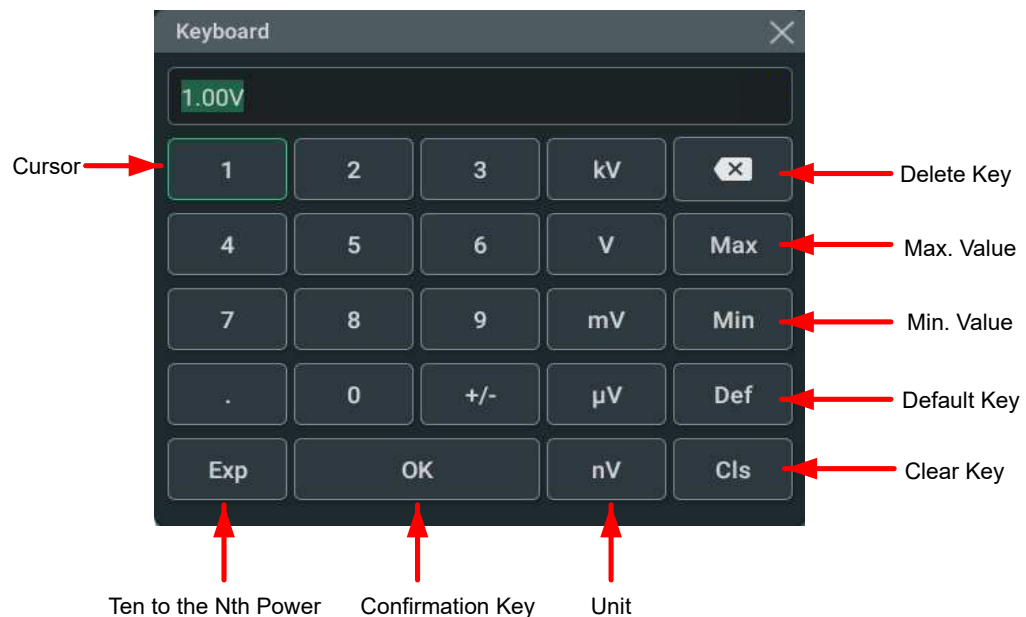 Keyboard
1.00V
Cursor 1 2 3 kV Delete Key
4 5 6 V Max Max. Value
7 8 9 mV Min Min. Value
. 0 +/- µV Def Default Key
Exp OK nV Cls Clear Key
Ten to the Nth Power Confirmation Key Unit